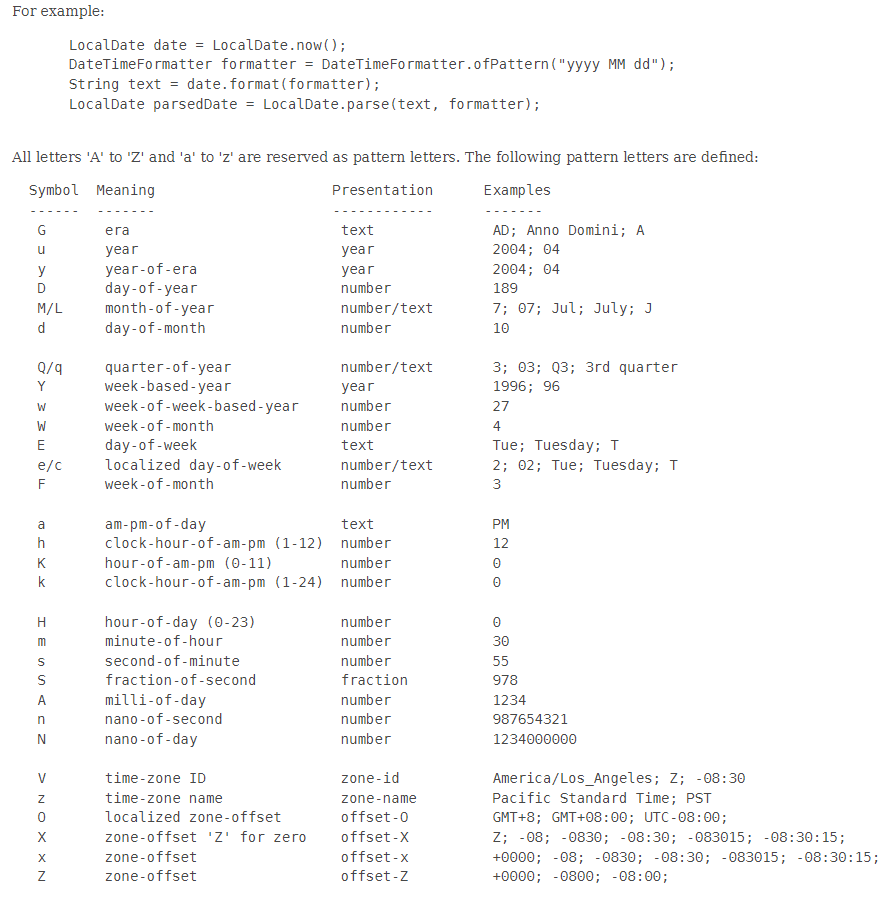 For example:
LocalDate date = LocalDate.now();
DateTimeFormatter formatter = DateTimeFormatter.ofPattern("yyyy MM dd");
String text = date.format(formatter);
LocalDate parsedDate = LocalDate.parse(text, formatter);
All letters 'A' to 'Z' and 'a' to 'z' are reserved as pattern letters. The following pattern letters are defined:
Symbol  Meaning                     Presentation      Examples
------  -------                     ------------      -------
G       era                         text              AD; Anno Domini; A
u       year                        year              2004; 04
y       year-of-era                 year              2004; 04
D       day-of-year                 number            189
M/L     month-of-year               number/text       7; 07; Jul; July; J
d       day-of-month                number            10
Q/q     quarter-of-year             number/text       3; 03; Q3; 3rd quarter
Y       week-based-year             year              1996; 96
w       week-of-week-based-year     number            27
W       week-of-month               number            4
E       day-of-week                 text              Tue; Tuesday; T
e/c     localized day-of-week       number/text       2; 02; Tue; Tuesday; T
F       week-of-month               number            3
a       am-pm-of-day                text              PM
h       clock-hour-of-am-pm (1-12)  number            12
K       hour-of-am-pm (0-11)        number            0
k       clock-hour-of-am-pm (1-24)  number            0
H       hour-of-day (0-23)          number            0
m       minute-of-hour              number            30
s       second-of-minute            number            55
S       fraction-of-second          fraction          978
A       milli-of-day                number            1234
n       nano-of-second              number            987654321
N       nano-of-day                 number            1234000000
V       time-zone ID                zone-id           America/Los_Angeles; Z; -08:30
z       time-zone name              zone-name         Pacific Standard Time; PST
O       localized zone-offset       offset-O          GMT+8; GMT+08:00; UTC-08:00;
X       zone-offset 'Z' for zero    offset-X          Z; -08; -0830; -08:30; -083015; -08:30:15;
x       zone-offset                 offset-x          +0000; -08; -0830; -08:30; -083015; -08:30:15;
Z       zone-offset                 offset-Z          +0000; -0800; -08:00;